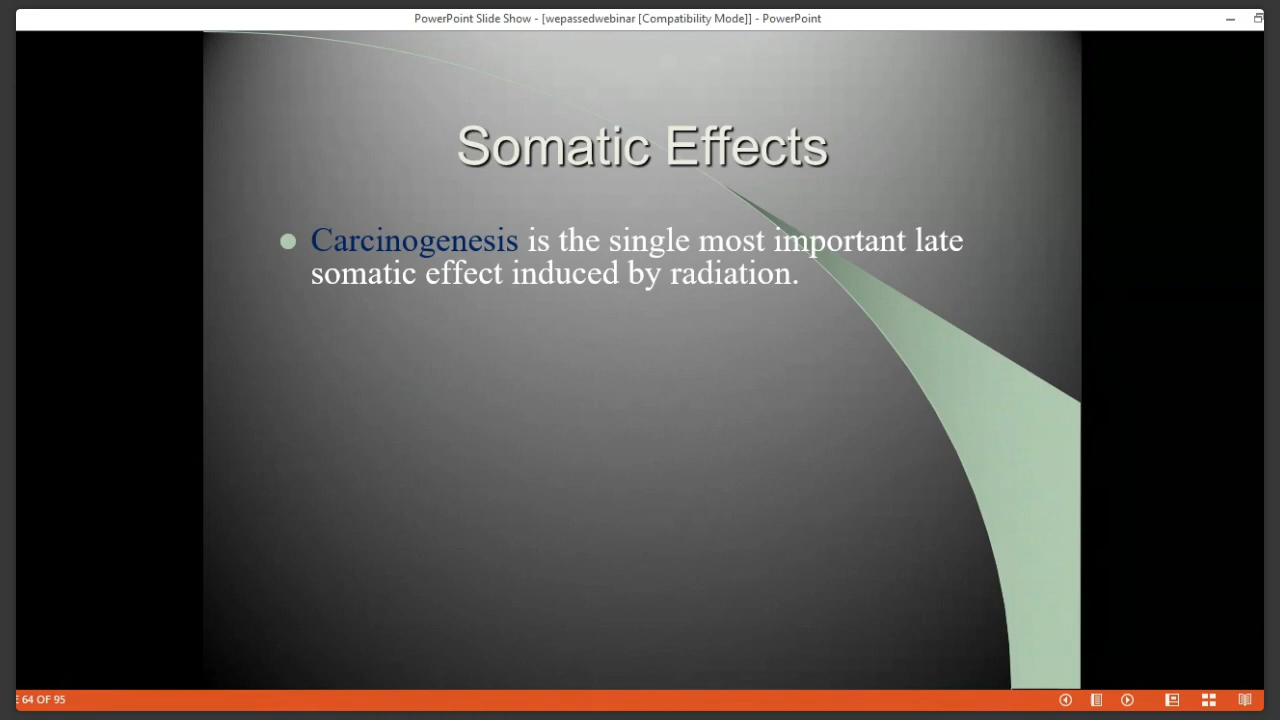 PowerPoint Slide Show - [wepassedwebinar [Compatibility Mode]] - PowerPoint
Somatic Effects
Carcinogenesis is the single most important late
somatic effect induced by radiation.
E 64 OF 95